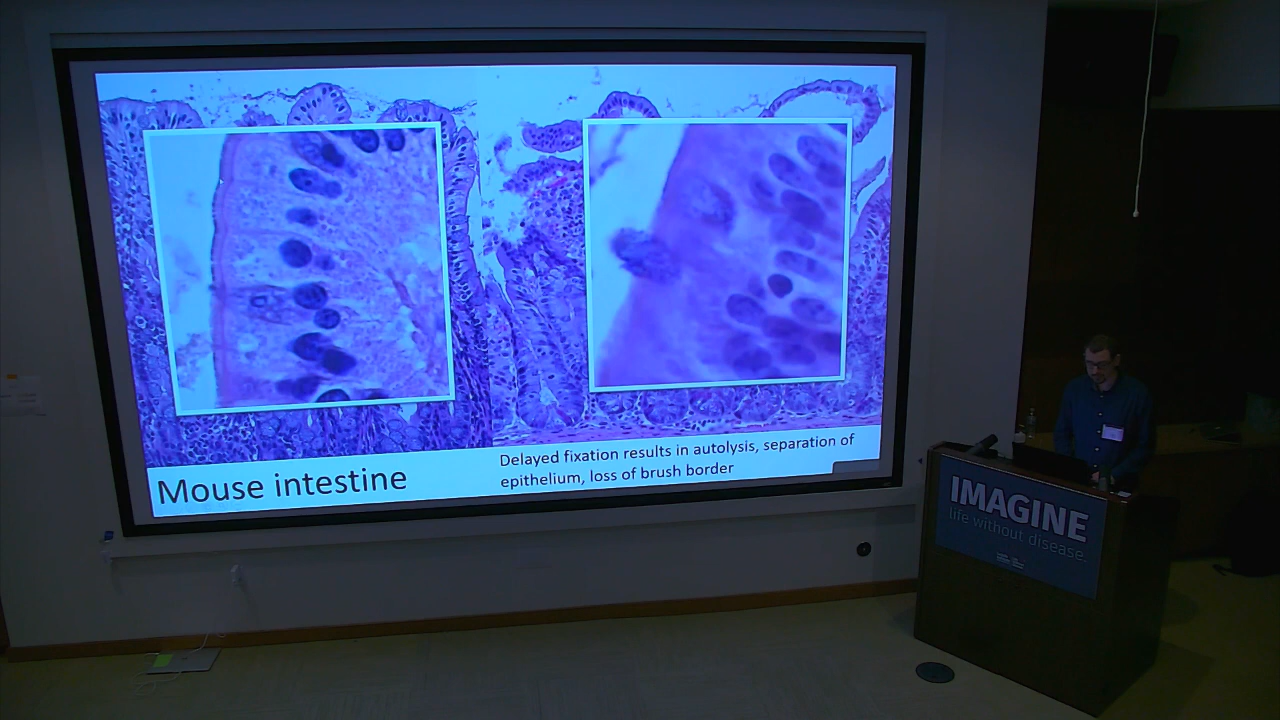 Mouse intestine
Delayed fixation results in autolysis, separation of
epithelium, loss of brush border
IMAGINE
life without disease.